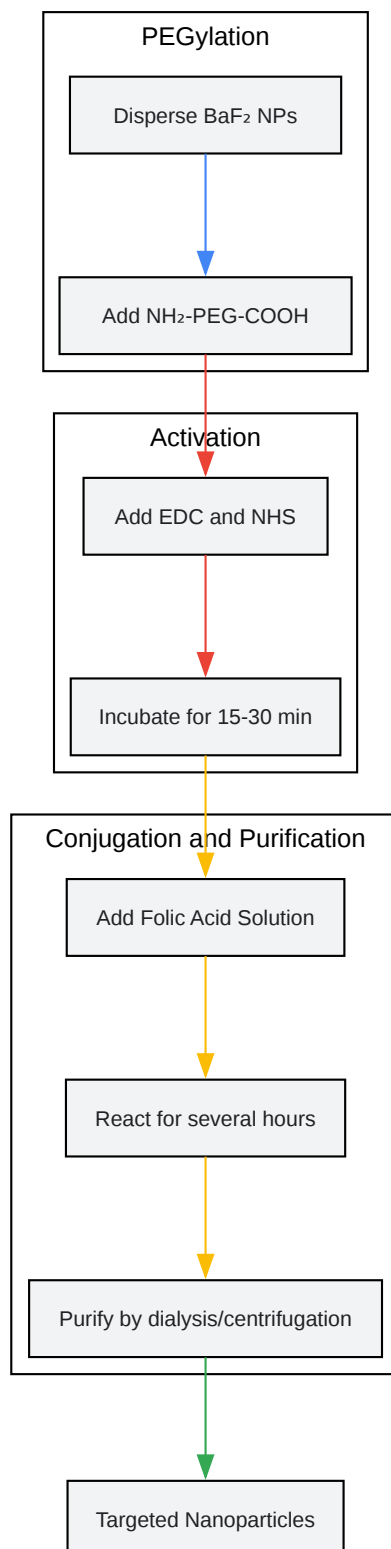 PEGylation
Disperse BaF₂ NPs
Add NH₂-PEG-COOH
Activation
Add EDC and NHS
Incubate for 15-30 min
Conjugation and Purification
Add Folic Acid Solution
React for several hours
Purify by dialysis/centrifugation
Targeted Nanoparticles